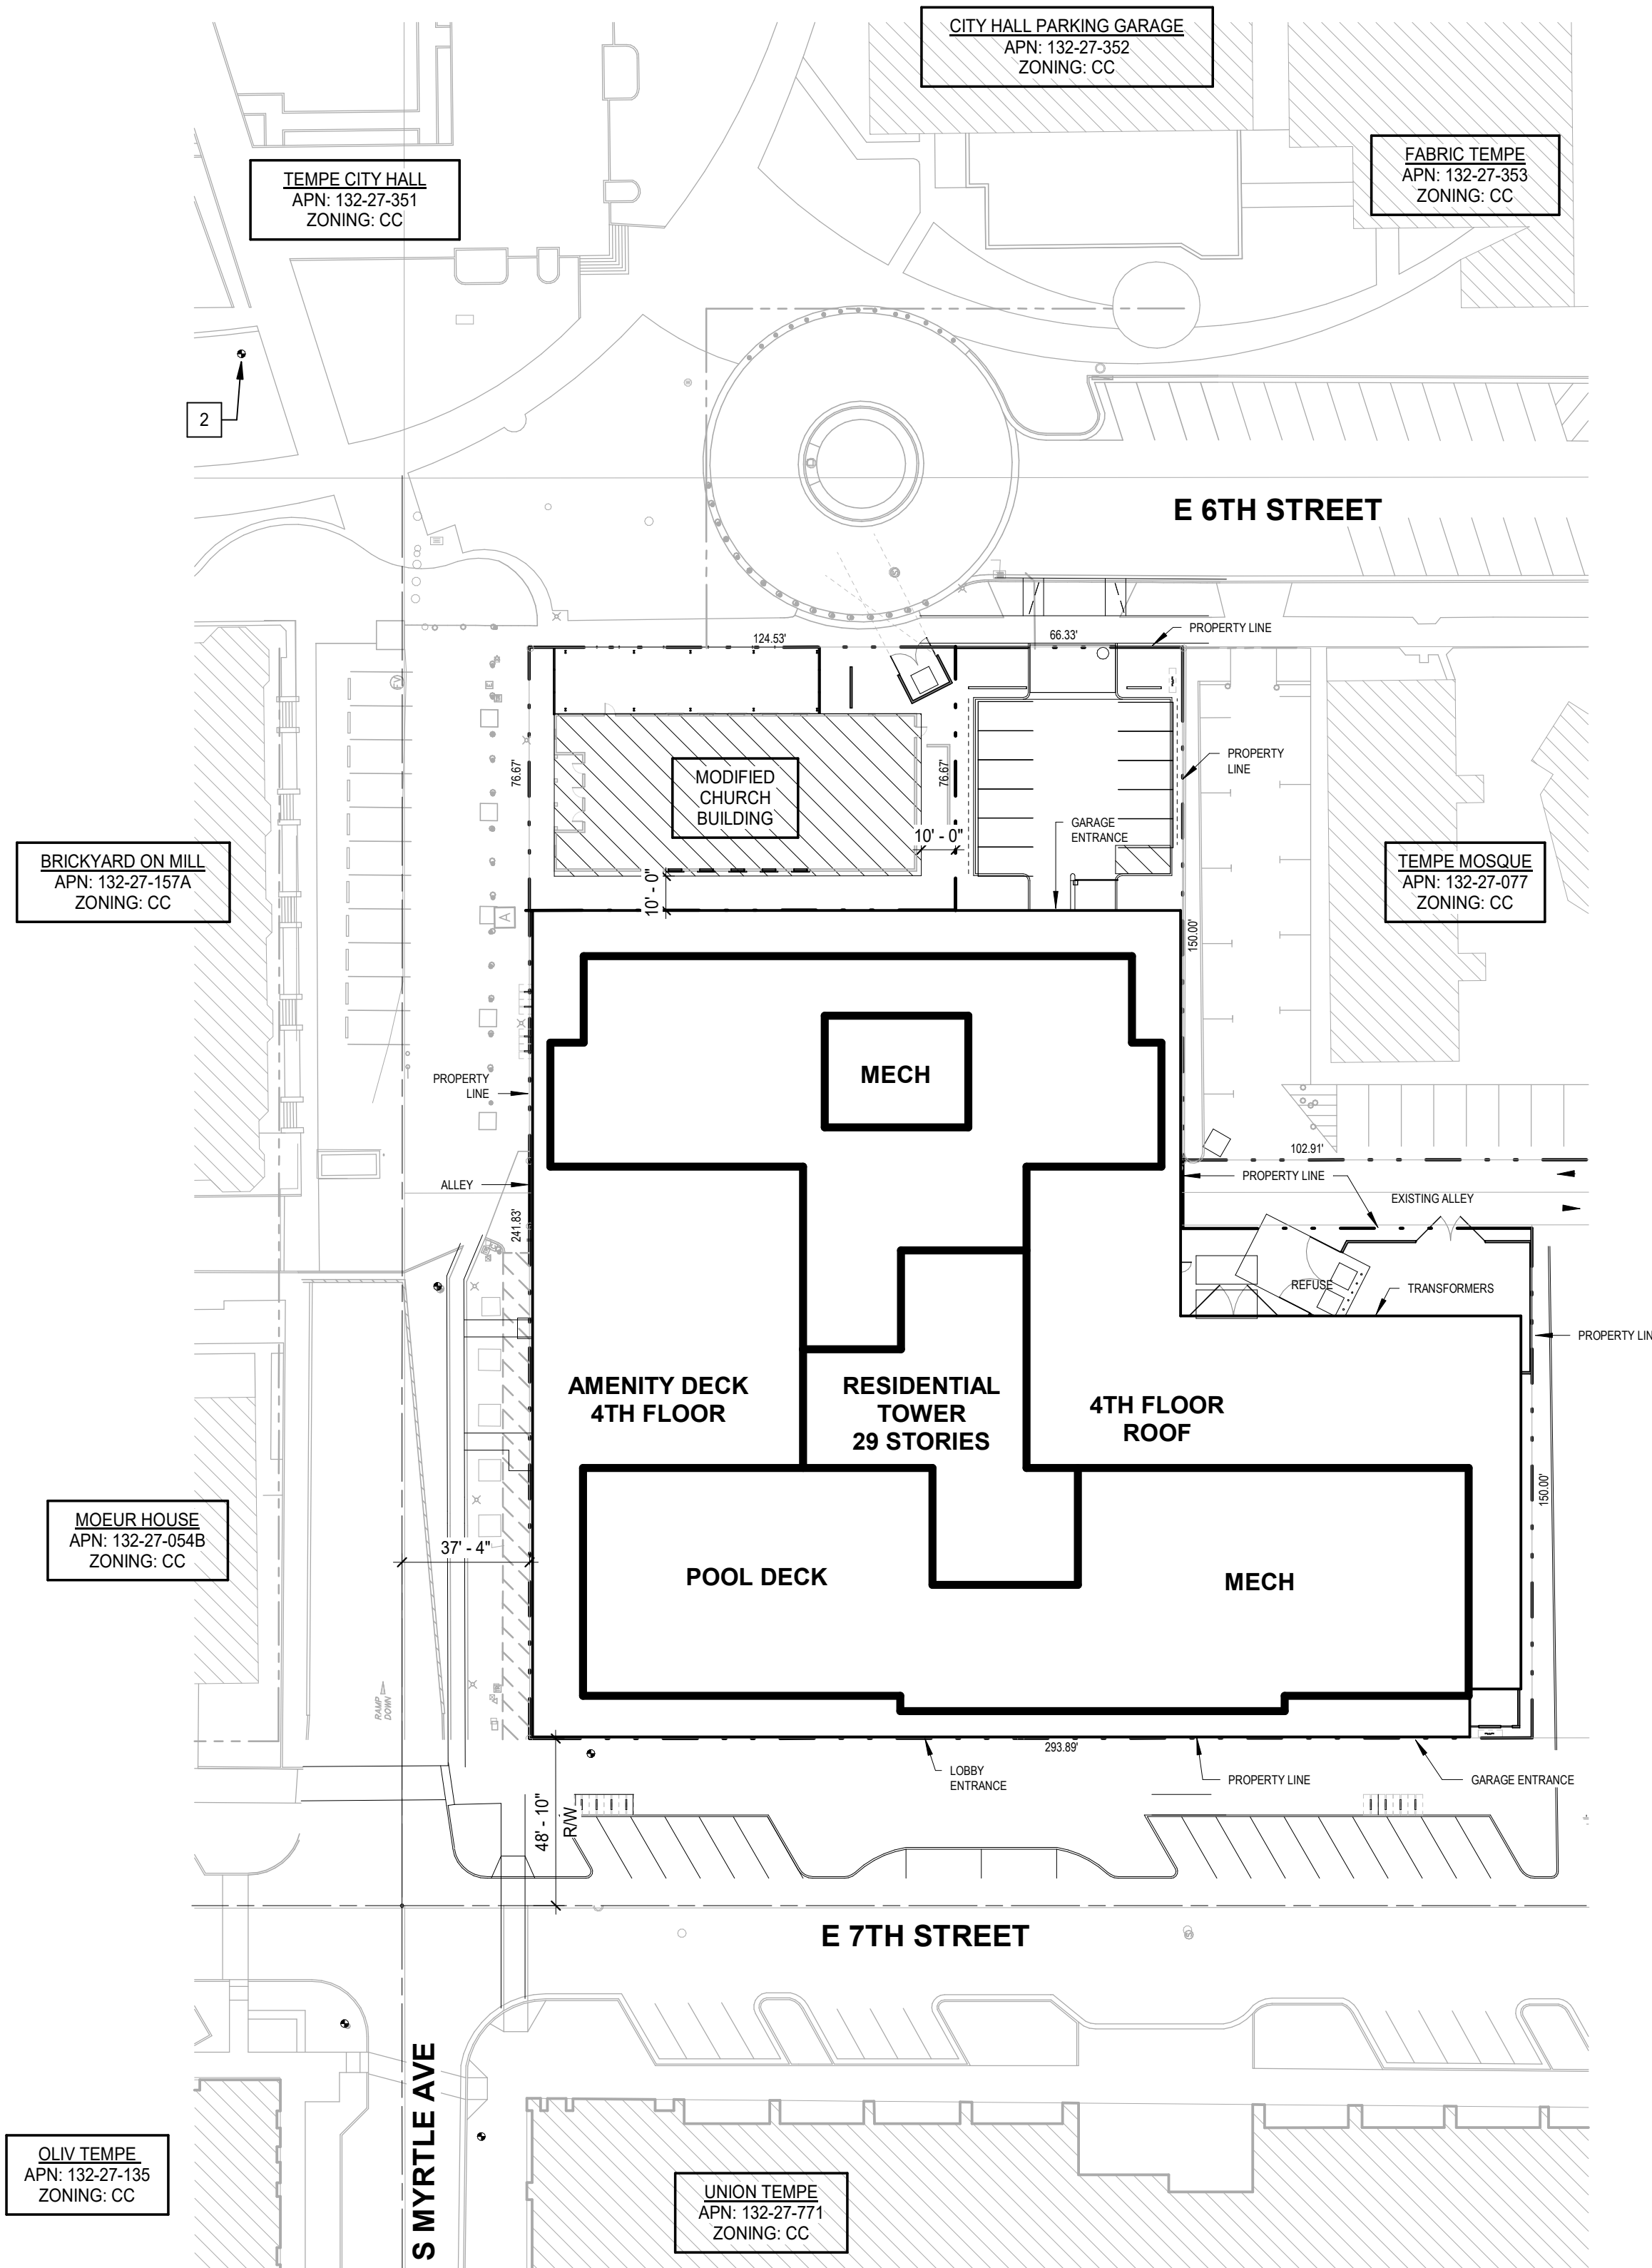 CITY HALL PARKING GARAGE
APN: 132-27-352
ZONING: CC
FABRIC TEMPE
APN: 132-27-353
ZONING: CC
TEMPE CITY HALL
APN: 132-27-351
ZONING: CC
2
E 6TH STREET
124.53'
66.33'
PROPERTY LINE
EV
76.67'
MODIFIED
CHURCH
BUILDING
76.67'
PROPERTY
LINE
10' - 0"
GARAGE
ENTRANCE
10' - 0"
BRICKYARD ON MILL
APN: 132-27-157A
ZONING: CC
TEMPE MOSQUE
APN: 132-27-077
ZONING: CC
A
150.00'
MECH
PROPERTY
LINE
102.91'
ALLEY
PROPERTY LINE
EXISTING ALLEY
241.83'
REFUSE
TRANSFORMERS
PROPERTY LIN
AMENITY DECK
4TH FLOOR
RESIDENTIAL
TOWER
29 STORIES
4TH FLOOR
ROOF
150.00'
MOEUR HOUSE
APN: 132-27-054B
ZONING: CC
37' - 4"
POOL DECK
MECH
RAMP
DOWN
293.89'
LOBBY
ENTRANCE
PROPERTY LINE
GARAGE ENTRANCE
48' - 10"
R/W
E 7TH STREET
S MYRTLE AVE
OLIV TEMPE
APN: 132-27-135
ZONING: CC
UNION TEMPE
APN: 132-27-771
ZONING: CC